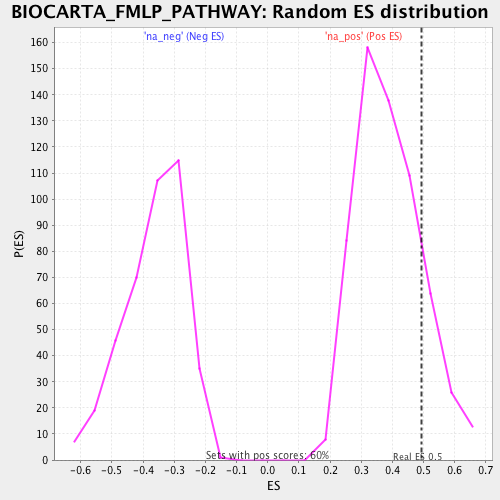 BIOCARTA_FMLP_PATHWAY: Random ES distribution
'na_neg' (Neg ES) 'na_pos' (Pos ES)
160
150
140
130
120
110
100
90
80
70
60
50
40
30
20
10
0
P(ES)
Sets with pos scores: 60%
Real ES 0.5
-0.6 -0.5 -0.4 -0.3 -0.2 -0.1 0.0 0.1 0.2 0.3 0.4 0.5 0.6 0.7
ES